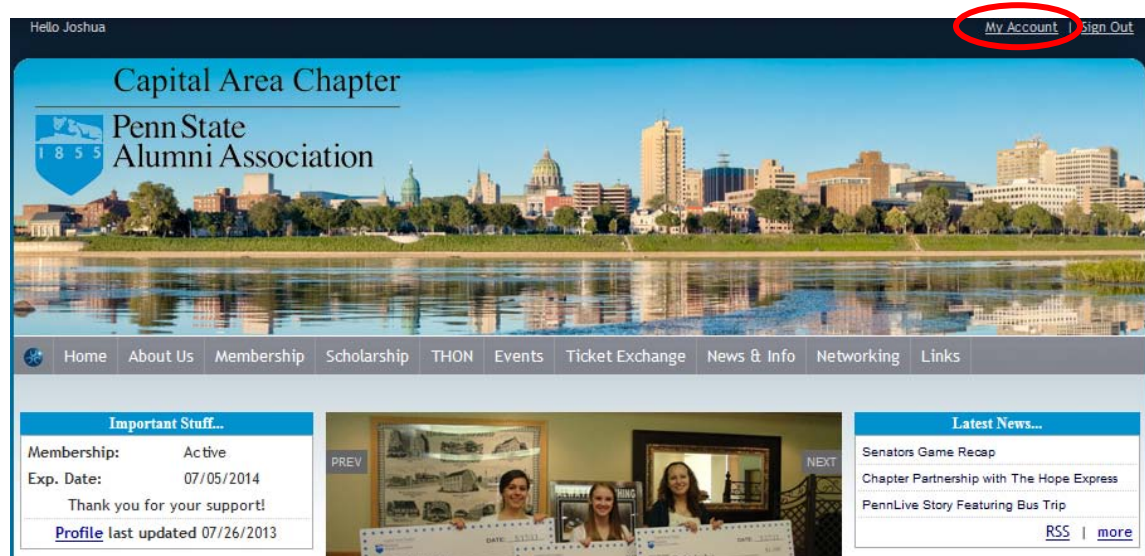 Hello Joshua
My Account | Sign Out
Capital Area Chapter
Penn State
Alumni Association
1855
Home About Us Membership Scholarship THON Events Ticket Exchange News & Info Networking Links
Important Stuff...
Membership: Active
Exp. Date: 07/05/2014
Thank you for your support!
Profile last updated 07/26/2013
PREV
NEXT
DATE:
DATE:
Latest News...
Senators Game Recap
Chapter Partnership with The Hope Express
PennLive Story Featuring Bus Trip
RSS | more